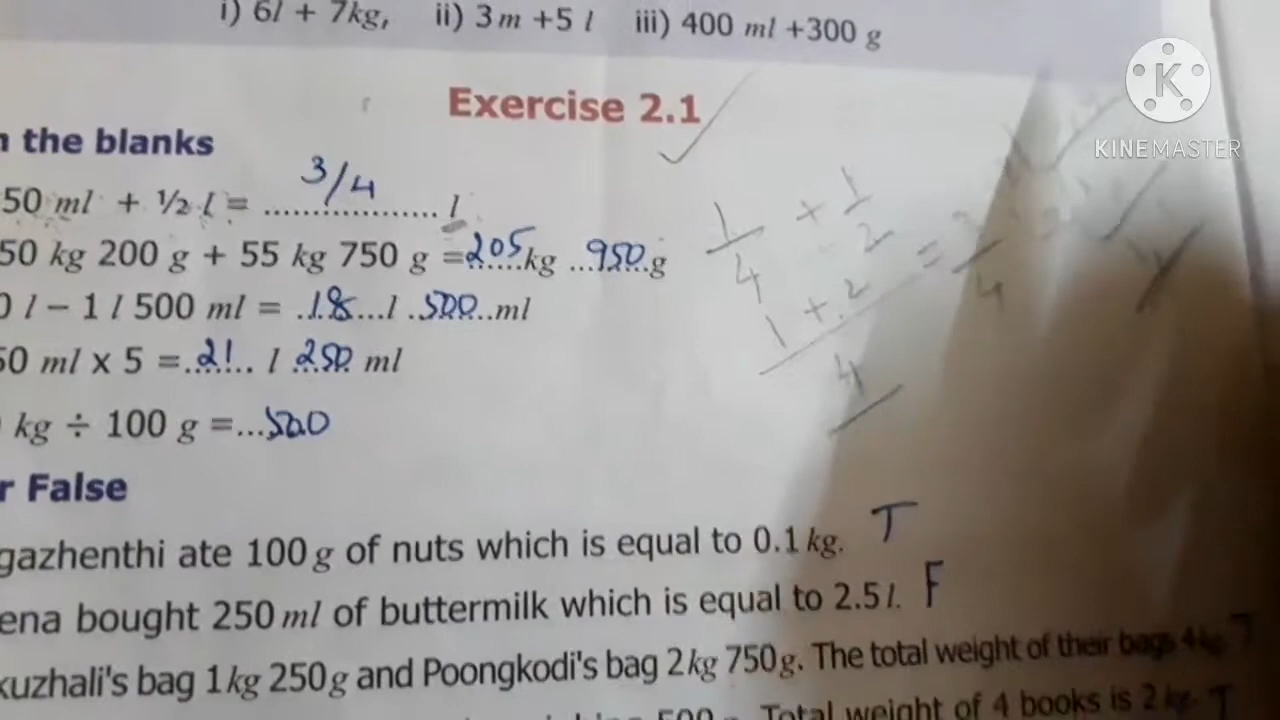 i) 6l + 7kg, ii) 3m +5 l iii) 400 ml +300 g
KINEMASTER
Exercise 2.1
the blanks
50 ml + ½ l = 3/4 l
50 kg 200 g + 55 kg 750 g = 205 kg 950 g
0 l – 1 l 500 ml = 18 l 500 ml
50 ml x 5 = 21 l 250 ml
kg ÷ 100 g = 500
1/4 + 1/2
1 + 2 / 4 = 3/4
r False
gazhenthi ate 100 g of nuts which is equal to 0.1 kg. T
ena bought 250 ml of buttermilk which is equal to 2.5 l. F
kuzhali's bag 1 kg 250 g and Poongkodi's bag 2 kg 750 g. The total weight of their bags 4 kg T
Total weight of 4 books is 2 kg. T